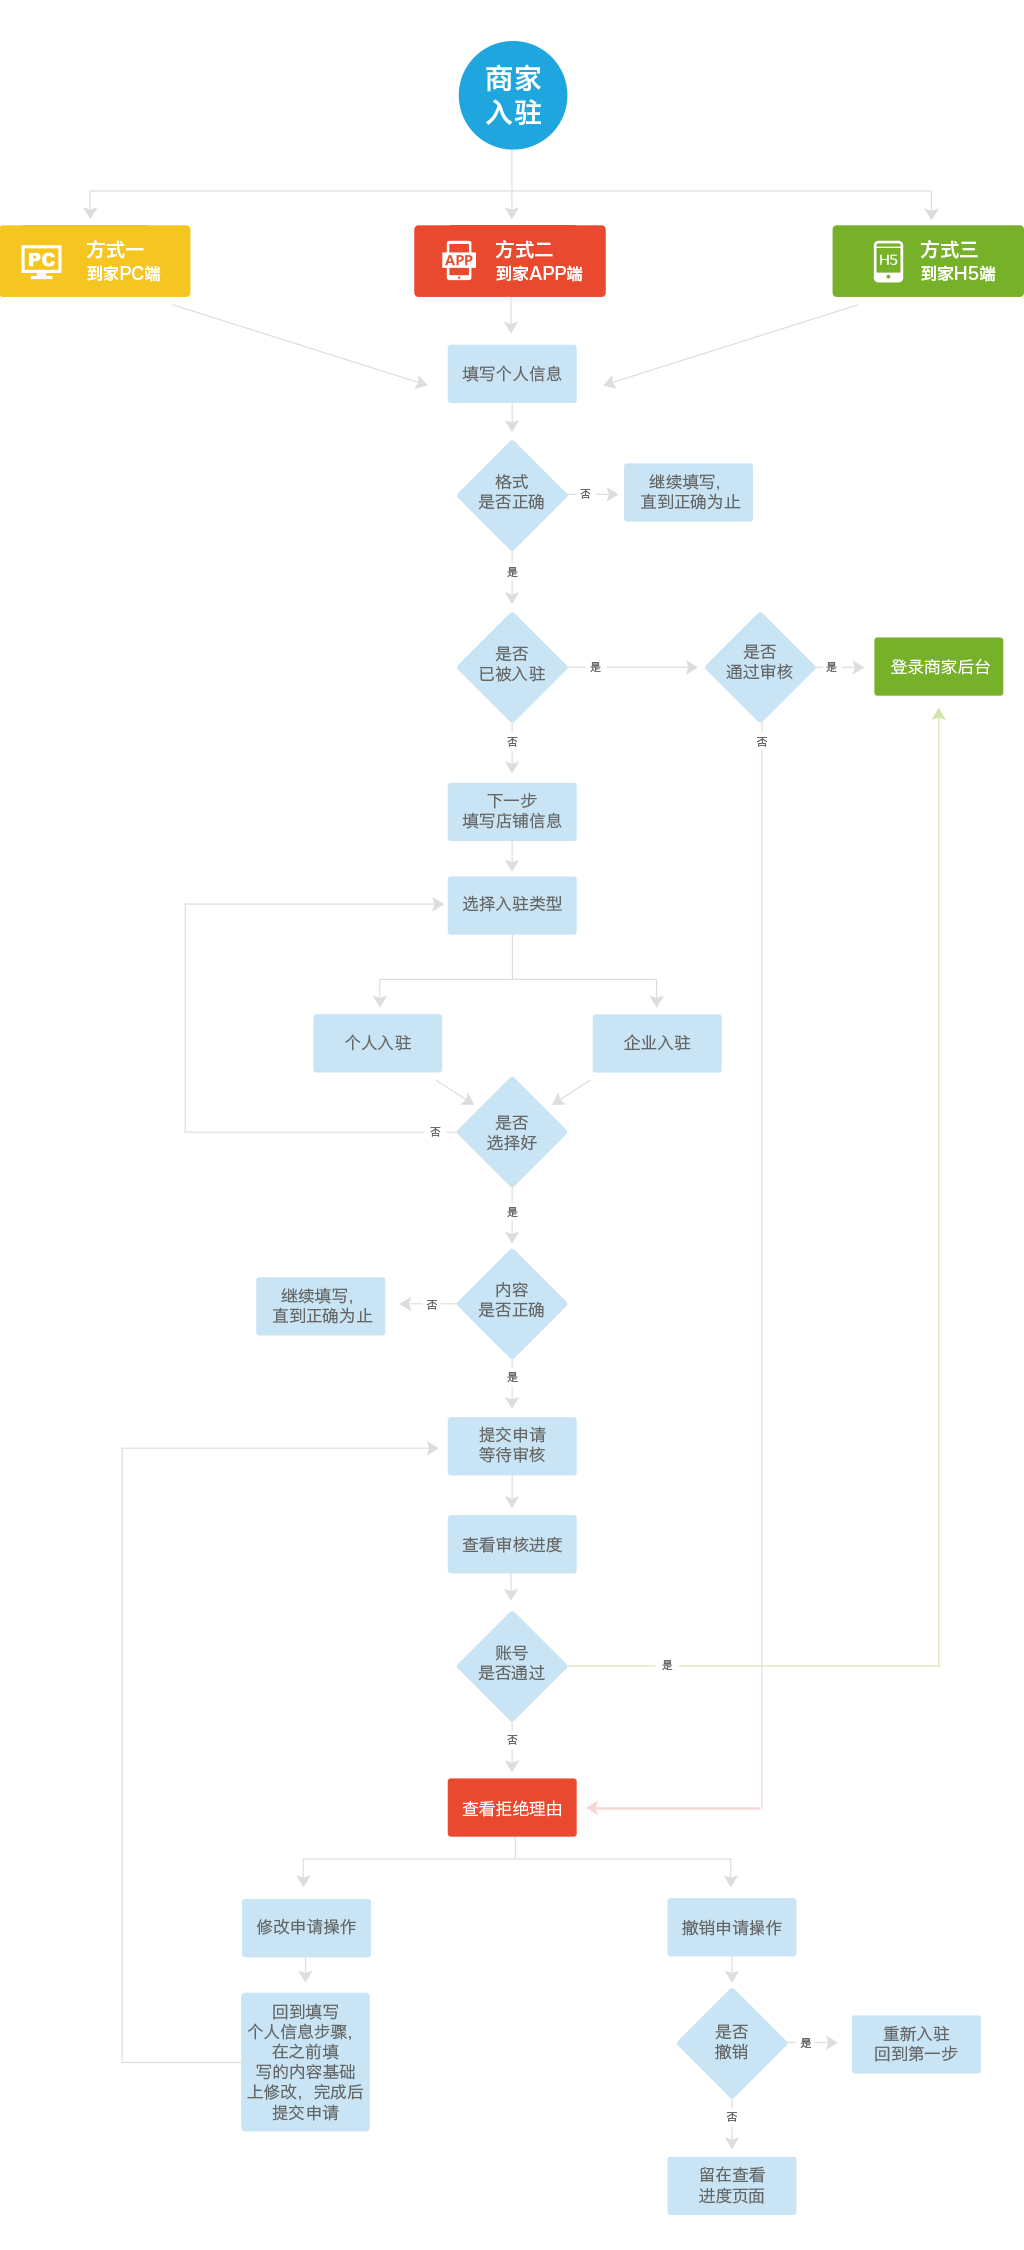 商家
入驻
PC
方式一
到家PC端
APP
方式二
到家APP端
H5
方式三
到家H5端
填写个人信息
格式
是否正确
否
继续填写，
直到正确为止
是
是否
已被入驻
是
是否
通过审核
是
登录商家后台
否
否
下一步
填写店铺信息
选择入驻类型
个人入驻
企业入驻
是否
选择好
否
是
内容
是否正确
否
继续填写，
直到正确为止
是
提交申请
等待审核
查看审核进度
账号
是否通过
是
否
查看拒绝理由
修改申请操作
撤销申请操作
回到填写
个人信息步骤，
在之前填
写的内容基础
上修改，完成后
提交申请
是否
撤销
是
重新入驻
回到第一步
否
留在查看
进度页面